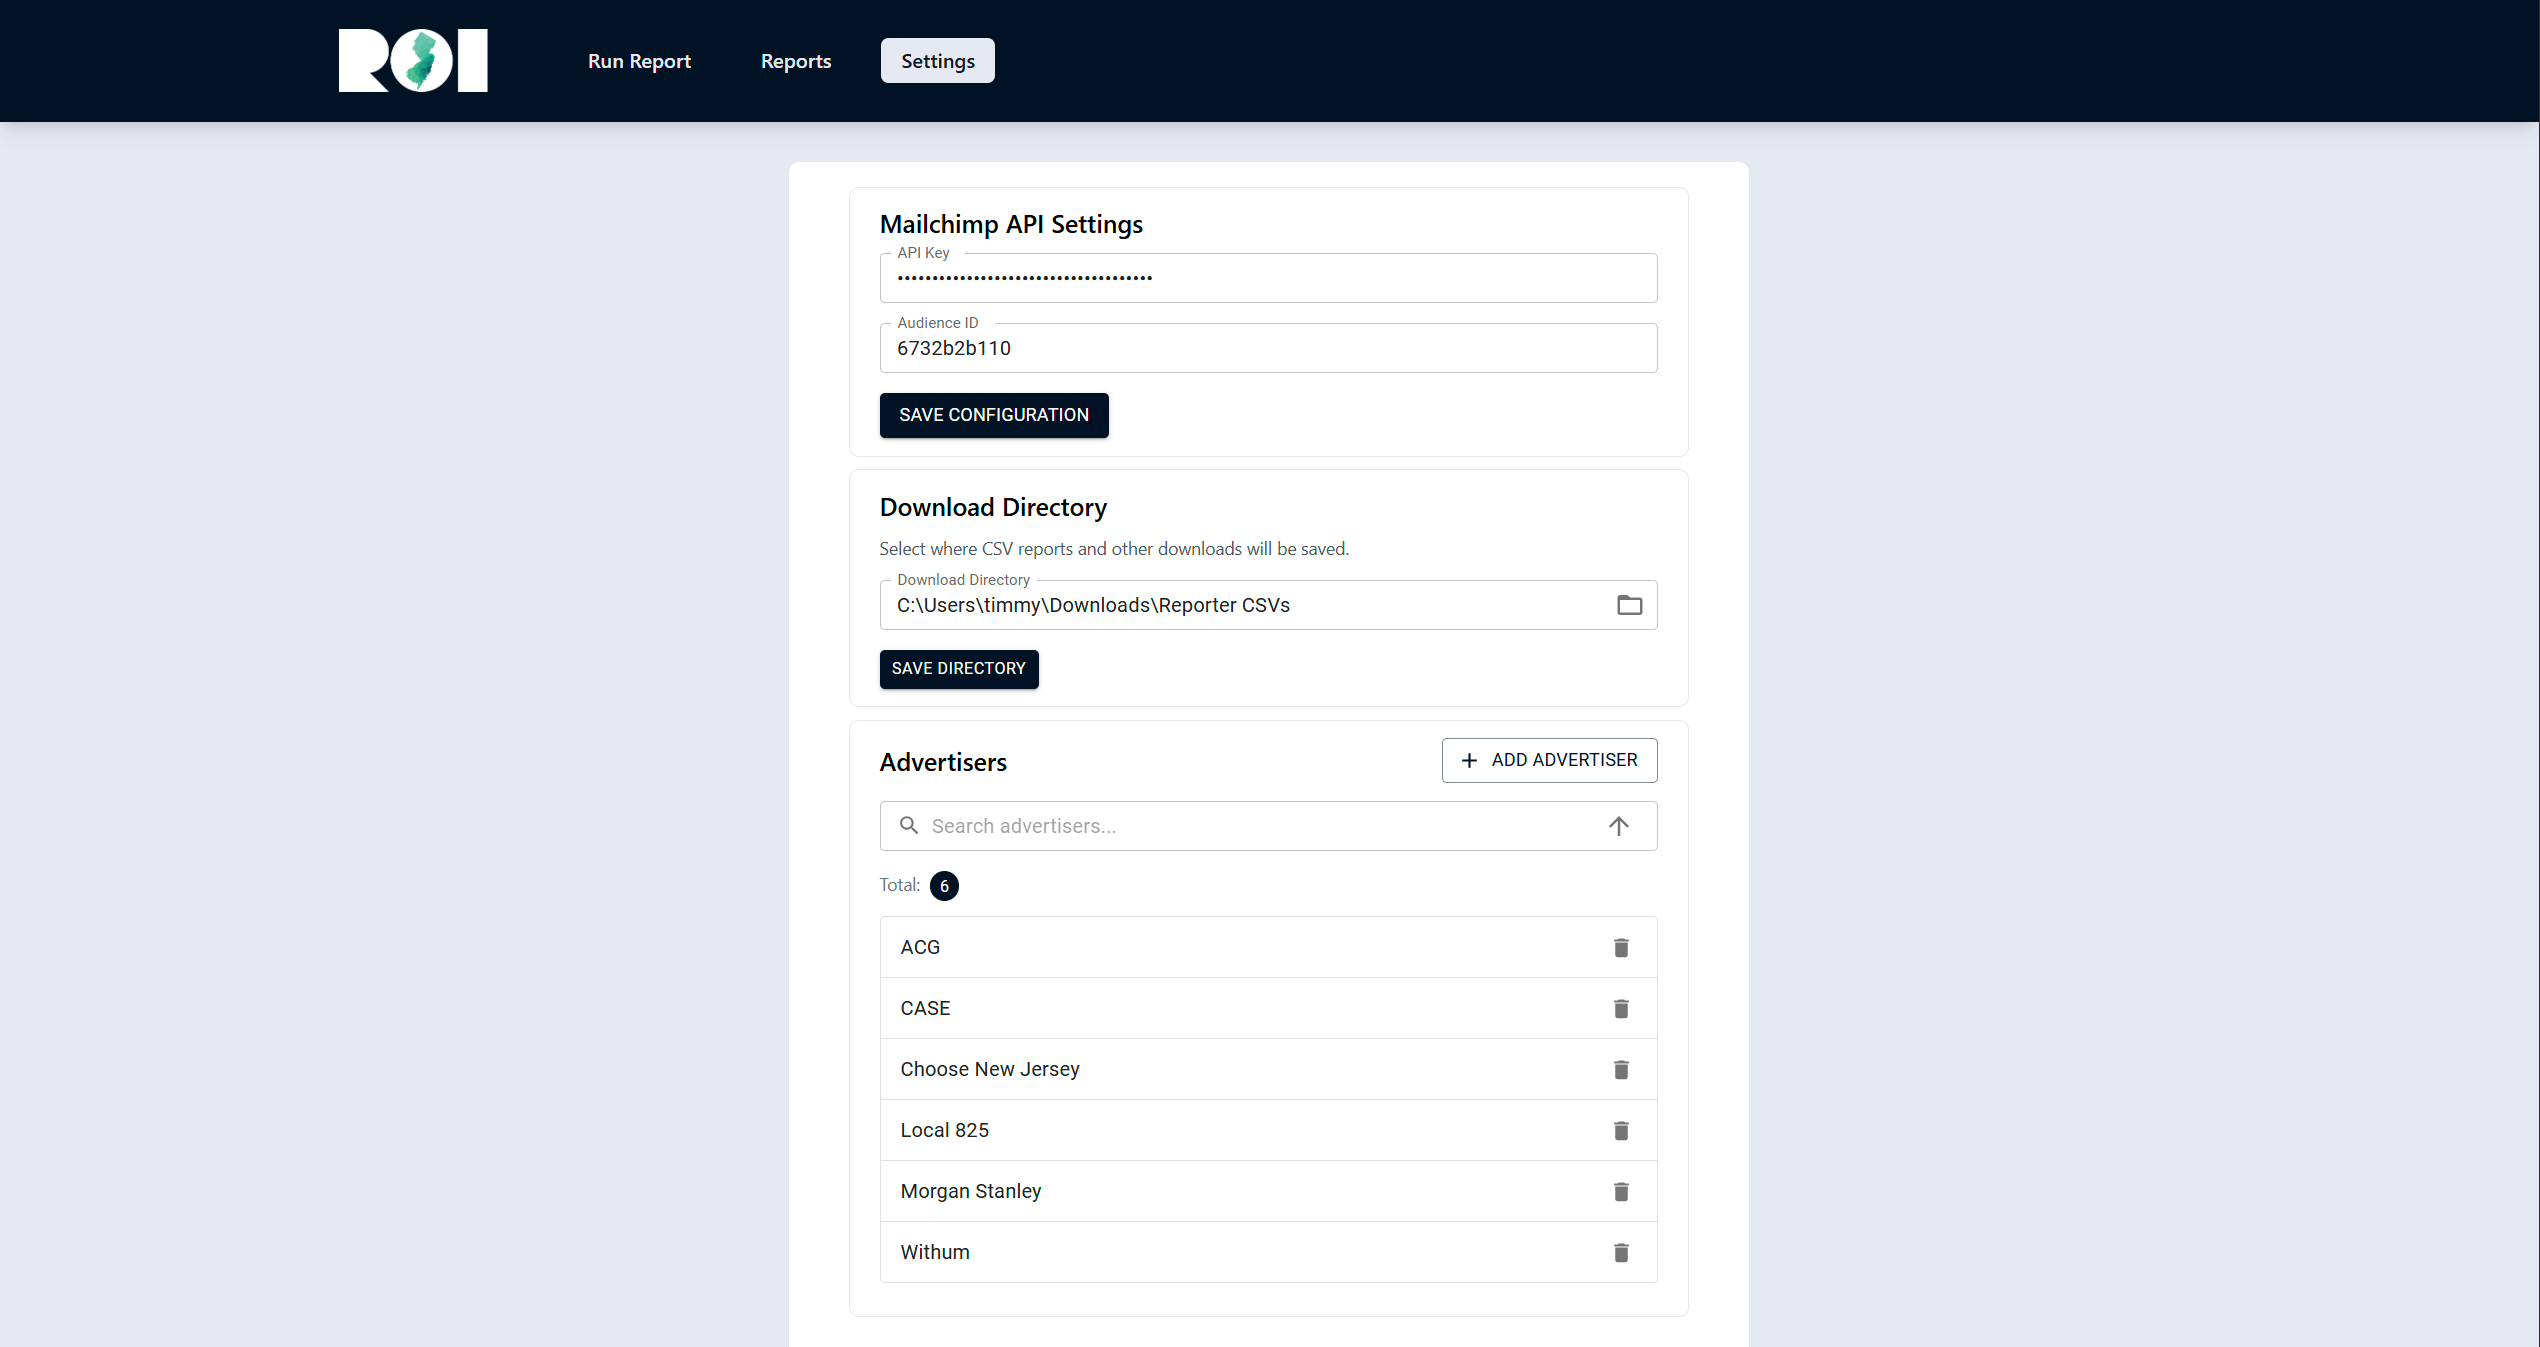 ROI
Run Report
Reports
Settings
Mailchimp API Settings
API Key
•••••••••••••••••••••••••••••••••••••
Audience ID
6732b2b110
SAVE CONFIGURATION
Download Directory
Select where CSV reports and other downloads will be saved.
Download Directory
C:\Users\timmy\Downloads\Reporter CSVs
SAVE DIRECTORY
Advertisers
ADD ADVERTISER
Search advertisers...
Total: 6
ACG
CASE
Choose New Jersey
Local 825
Morgan Stanley
Withum